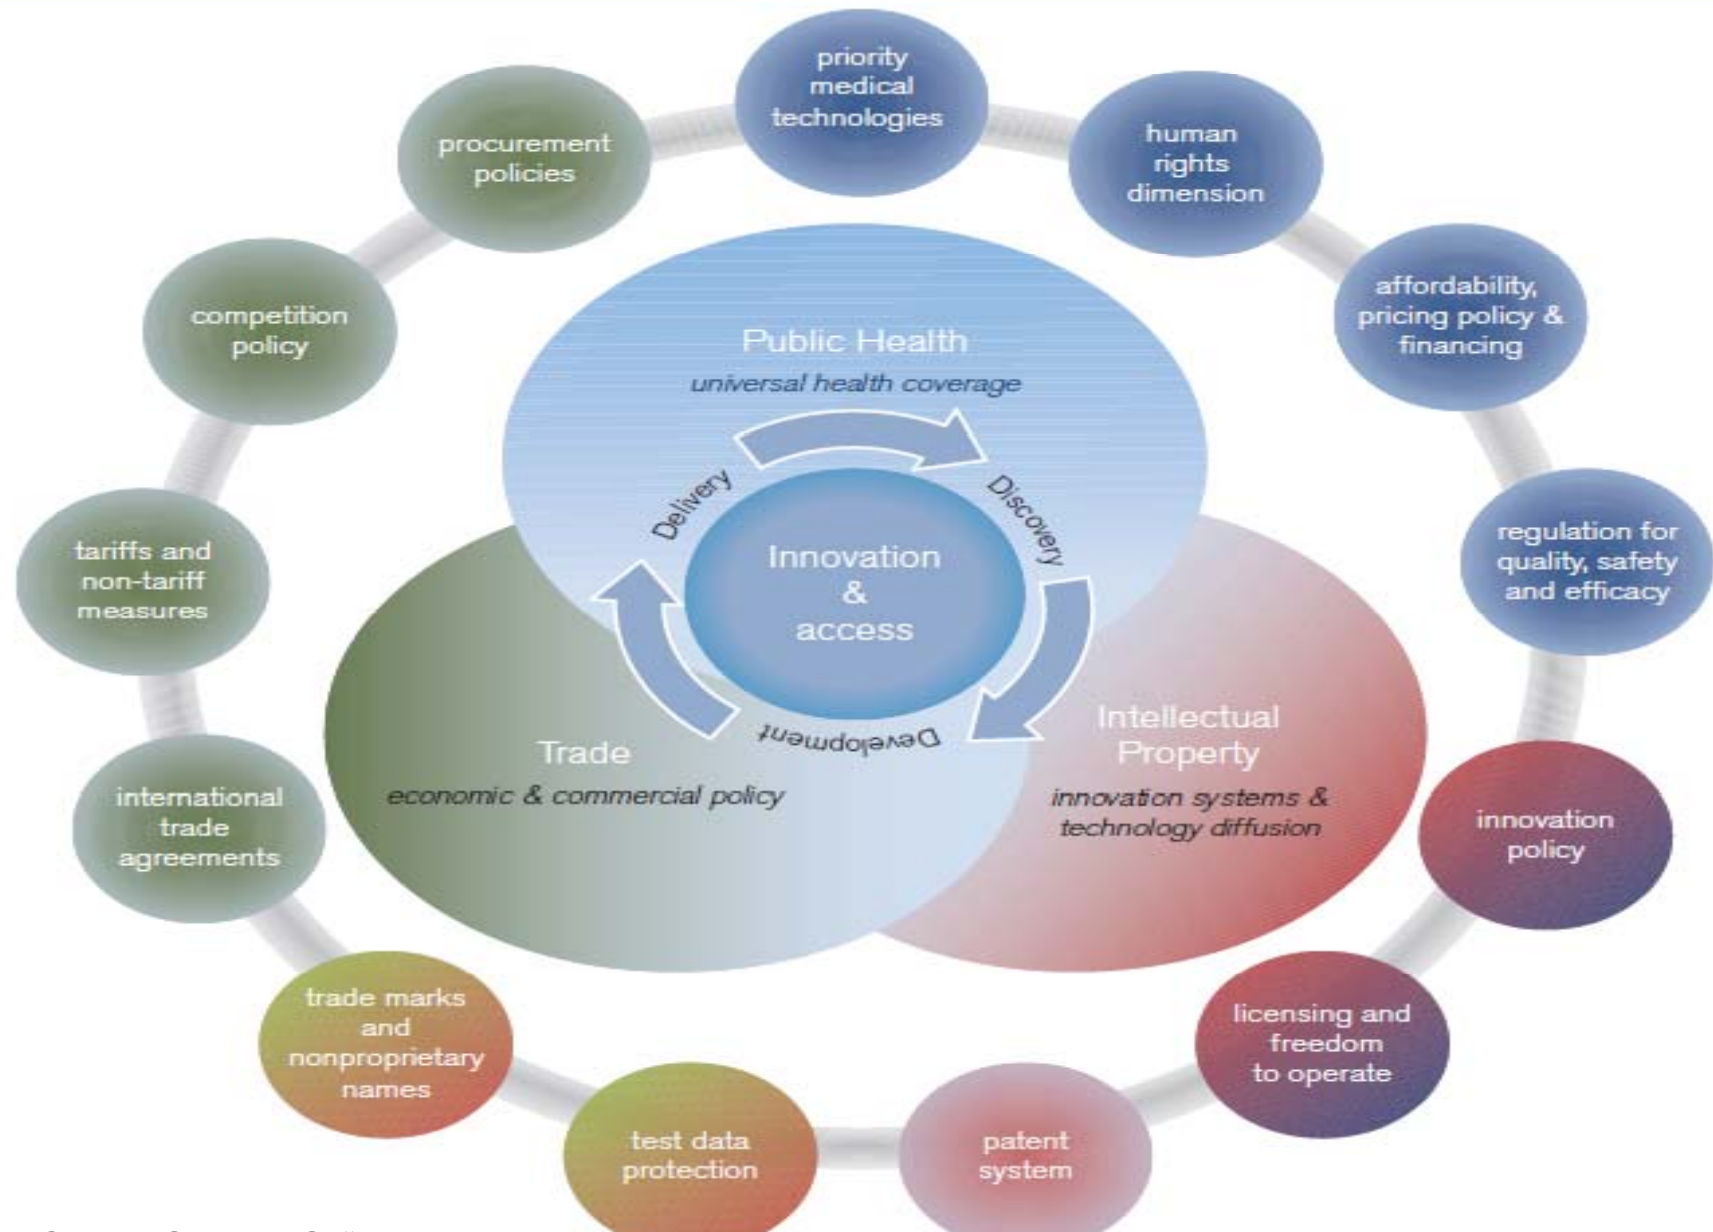 priority
medical
technologies
human
rights
dimension
affordability,
pricing policy &
financing
regulation for
quality, safety
and efficacy
innovation
policy
licensing and
freedom
to operate
patent
system
test data
protection
trade marks
and
nonproprietary
names
international
trade
agreements
tariffs and
non-tariff
measures
competition
policy
procurement
policies
Public Health
universal health coverage
Delivery
Discovery
Development
Innovation
&
access
Trade
economic & commercial policy
Intellectual
Property
innovation systems &
technology diffusion